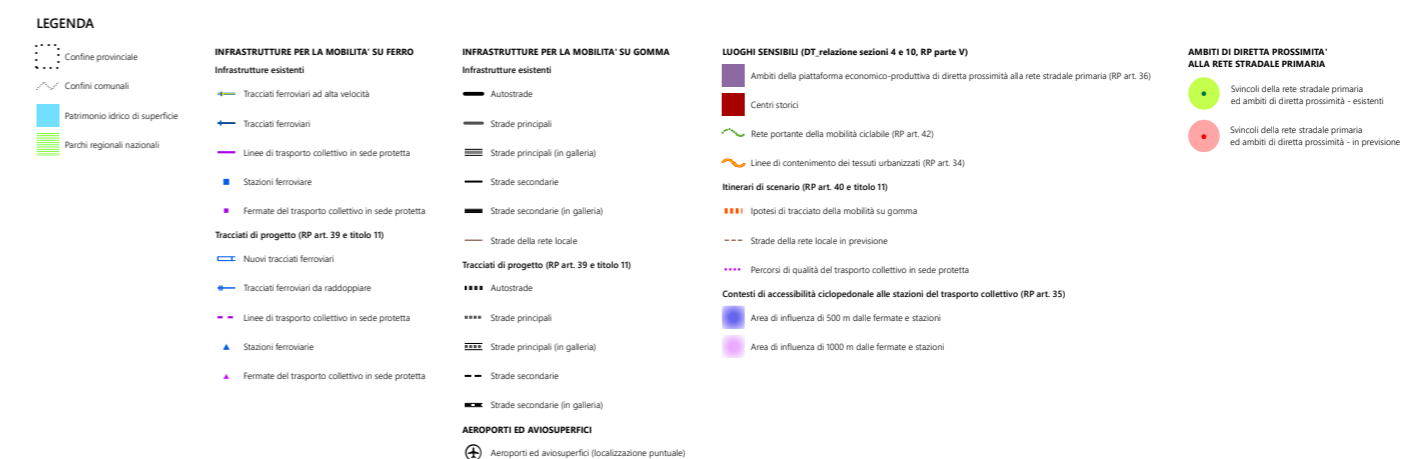 LEGENDA
Confine provinciale
Confini comunali
Patrimonio idrico di superficie
Parchi regionali nazionali
INFRASTRUTTURE PER LA MOBILITA' SU FERRO
Infrastrutture esistenti
Tracciati ferroviari ad alta velocità
Tracciati ferroviari
Linee di trasporto collettivo in sede protetta
Stazioni ferroviare
Fermate del trasporto collettivo in sede protetta
Tracciati di progetto (RP art. 39 e titolo 11)
Nuovi tracciati ferroviari
Tracciati ferroviari da raddoppiare
Linee di trasporto collettivo in sede protetta
Stazioni ferroviarie
Fermate del trasporto collettivo in sede protetta
INFRASTRUTTURE PER LA MOBILITA' SU GOMMA
Infrastrutture esistenti
Autostrade
Strade principali
Strade principali (in galleria)
Strade secondarie
Strade secondarie (in galleria)
Strade della rete locale
Tracciati di progetto (RP art. 39 e titolo 11)
Autostrade
Strade principali
Strade principali (in galleria)
Strade secondarie
Strade secondarie (in galleria)
AEROPORTI ED AVIOSUPERFICI
Aeroporti ed aviosuperfici (localizzazione puntuale)
LUOGHI SENSIBILI (DT_relazione sezioni 4 e 10, RP parte V)
Ambiti della piattaforma economico-produttiva di diretta prossimità alla rete stradale primaria (RP art. 36)
Centri storici
Rete portante della mobilità ciclabile (RP art. 42)
Linee di contenimento dei tessuti urbanizzati (RP art. 34)
Itinerari di scenario (RP art. 40 e titolo 11)
Ipotesi di tracciato della mobilità su gomma
Strade della rete locale in previsione
Percorsi di qualità del trasporto collettivo in sede protetta
Contesti di accessibilità ciclopedonale alle stazioni del trasporto collettivo (RP art. 35)
Area di influenza di 500 m dalle fermate e stazioni
Area di influenza di 1000 m dalle fermate e stazioni
AMBITI DI DIRETTA PROSSIMITA'
ALLA RETE STRADALE PRIMARIA
Svincoli della rete stradale primaria
ed ambiti di diretta prossimità - esistenti
Svincoli della rete stradale primaria
ed ambiti di diretta prossimità - in previsione